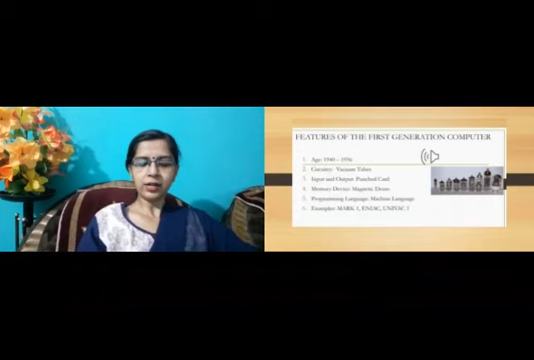 FEATURES OF THE FIRST GENERATION COMPUTER
1. Age: 1940 – 1956
2. Circuitry: Vacuum Tubes
3. Input and Output: Punched Card
4. Memory Device: Magnetic Drum
5. Programming Language: Machine Language
6. Examples: MARK 1, ENIAC, UNIVAC 1